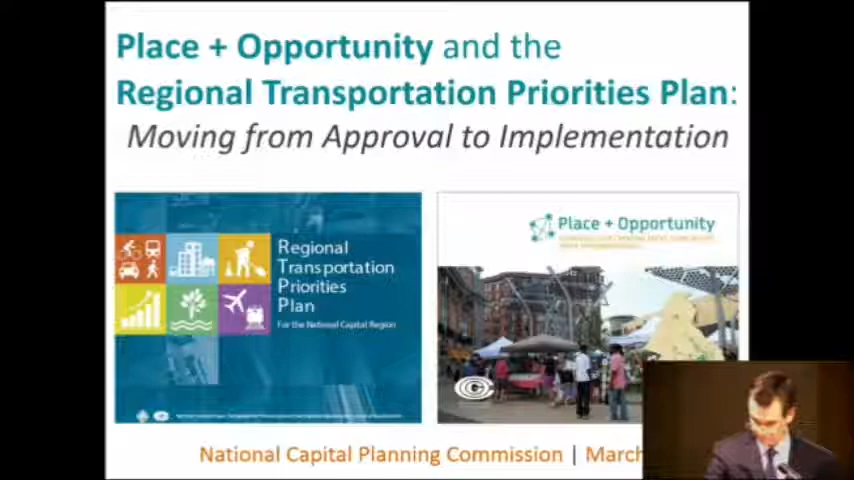 Place + Opportunity and the
Regional Transportation Priorities Plan:
Moving from Approval to Implementation
Regional
Transportation
Priorities
Plan
For the National Capital Region
Place + Opportunity
National Capital Planning Commission | March